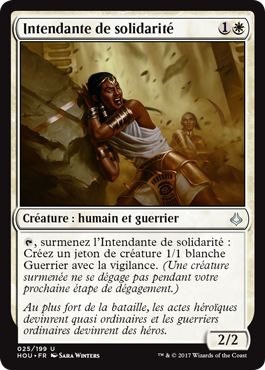 Intendante de solidarité 1
Créature : humain et guerrier
, surmenez l'Intendante de solidarité :
Créez un jeton de créature 1/1 blanche
Guerrier avec la vigilance. (Une créature
surmenée ne se dégage pas pendant votre
prochaine étape de dégagement.)
Au plus fort de la bataille, les actes héroïques
devinrent quasi ordinaires et les guerriers
ordinaires devinrent des héros.
2/2
025/199 U
HOU • FR SARA WINTERS
™ & © 2017 Wizards of the Coast